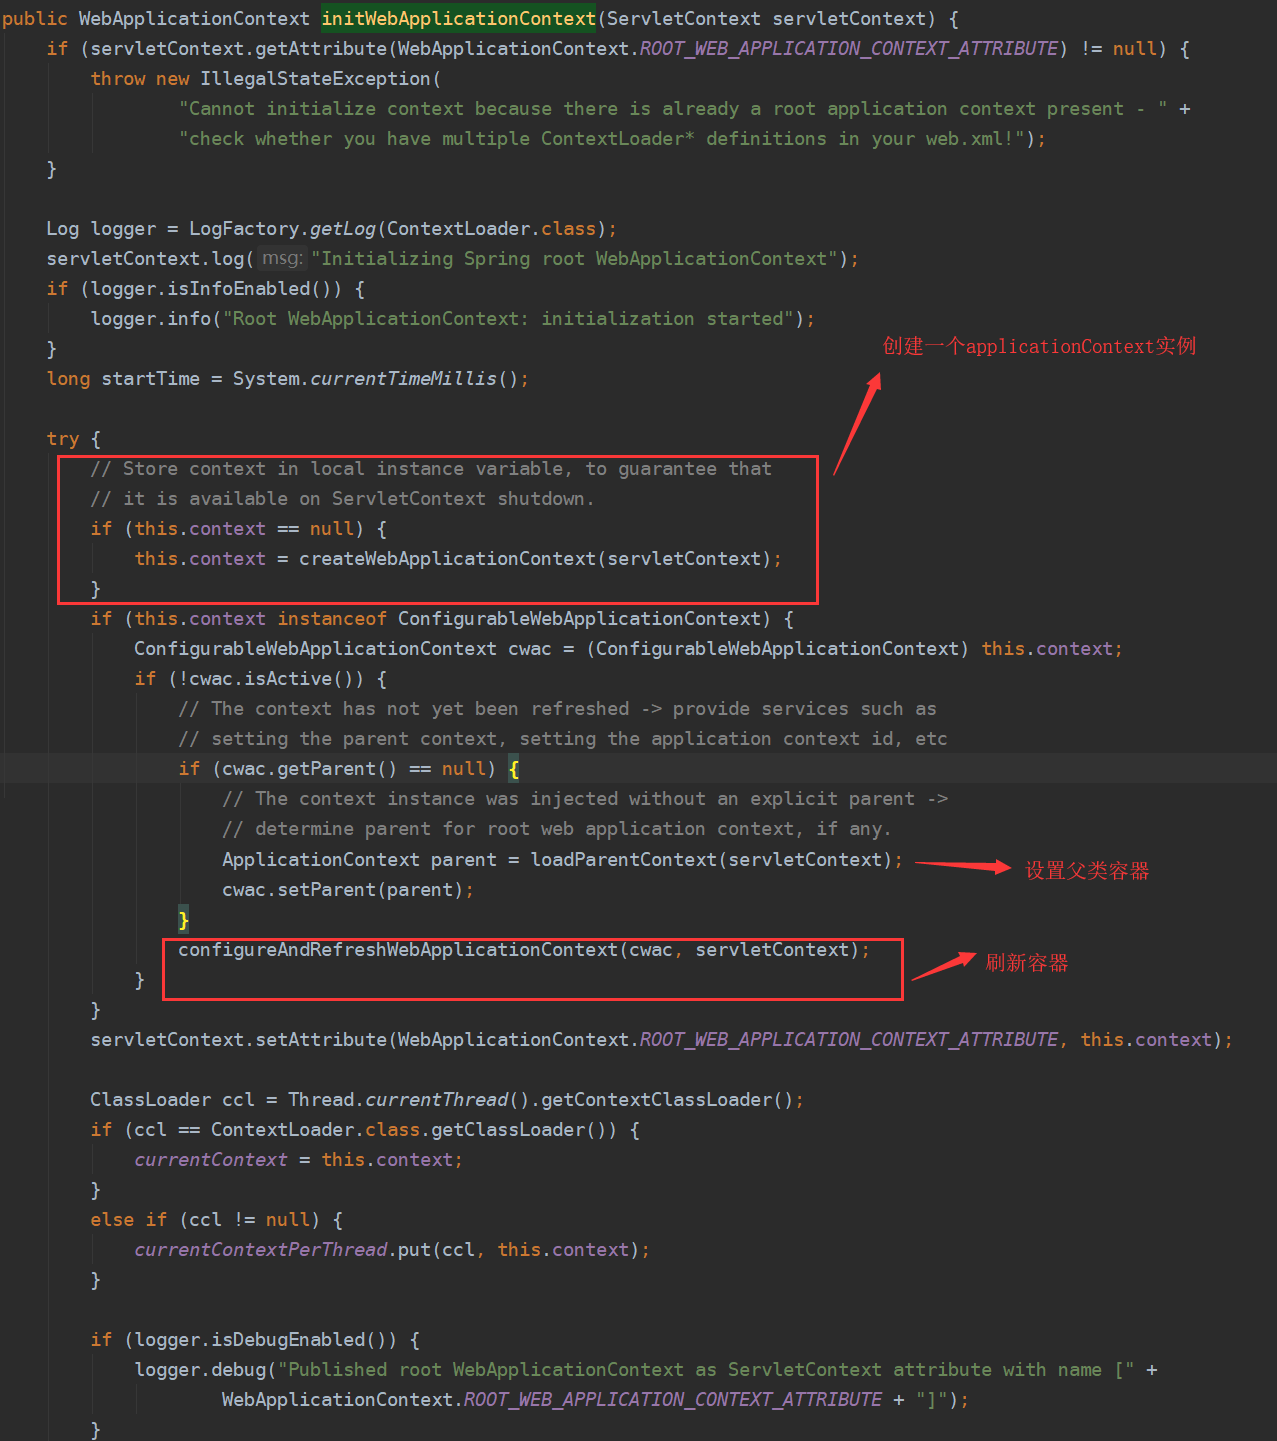 public WebApplicationContext initWebApplicationContext(ServletContext servletContext) {
    if (servletContext.getAttribute(WebApplicationContext.ROOT_WEB_APPLICATION_CONTEXT_ATTRIBUTE) != null) {
        throw new IllegalStateException(
                "Cannot initialize context because there is already a root application context present - " +
                "check whether you have multiple ContextLoader* definitions in your web.xml!");
    }
    Log logger = LogFactory.getLog(ContextLoader.class);
    servletContext.log( msg: "Initializing Spring root WebApplicationContext");
    if (logger.isInfoEnabled()) {
        logger.info("Root WebApplicationContext: initialization started");
    }
创建一个applicationContext实例
    long startTime = System.currentTimeMillis();
    try {
        // Store context in local instance variable, to guarantee that
        // it is available on ServletContext shutdown.
        if (this.context == null) {
            this.context = createWebApplicationContext(servletContext);
        }
        if (this.context instanceof ConfigurableWebApplicationContext) {
            ConfigurableWebApplicationContext cwac = (ConfigurableWebApplicationContext) this.context;
            if (!cwac.isActive()) {
                // The context has not yet been refreshed -> provide services such as
                // setting the parent context, setting the application context id, etc
                if (cwac.getParent() == null) {
                    // The context instance was injected without an explicit parent ->
                    // determine parent for root web application context, if any.
                    ApplicationContext parent = loadParentContext(servletContext);
设置父类容器
                    cwac.setParent(parent);
                }
                configureAndRefreshWebApplicationContext(cwac, servletContext);
刷新容器
            }
        }
        servletContext.setAttribute(WebApplicationContext.ROOT_WEB_APPLICATION_CONTEXT_ATTRIBUTE, this.context);
        ClassLoader ccl = Thread.currentThread().getContextClassLoader();
        if (ccl == ContextLoader.class.getClassLoader()) {
            currentContext = this.context;
        }
        else if (ccl != null) {
            currentContextPerThread.put(ccl, this.context);
        }
        if (logger.isDebugEnabled()) {
            logger.debug("Published root WebApplicationContext as ServletContext attribute with name [" +
                    WebApplicationContext.ROOT_WEB_APPLICATION_CONTEXT_ATTRIBUTE + "]");
        }